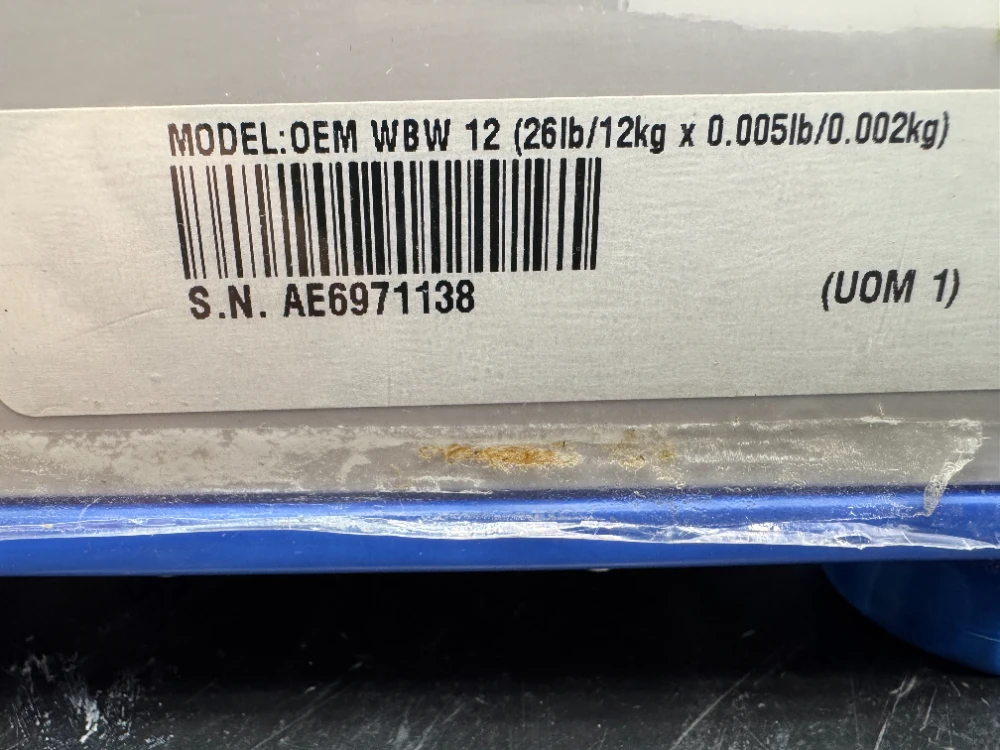 MODEL:OEM WBW 12 (26lb/12kg x 0.005lb/0.002kg)
S.N. AE6971138
(UOM 1)